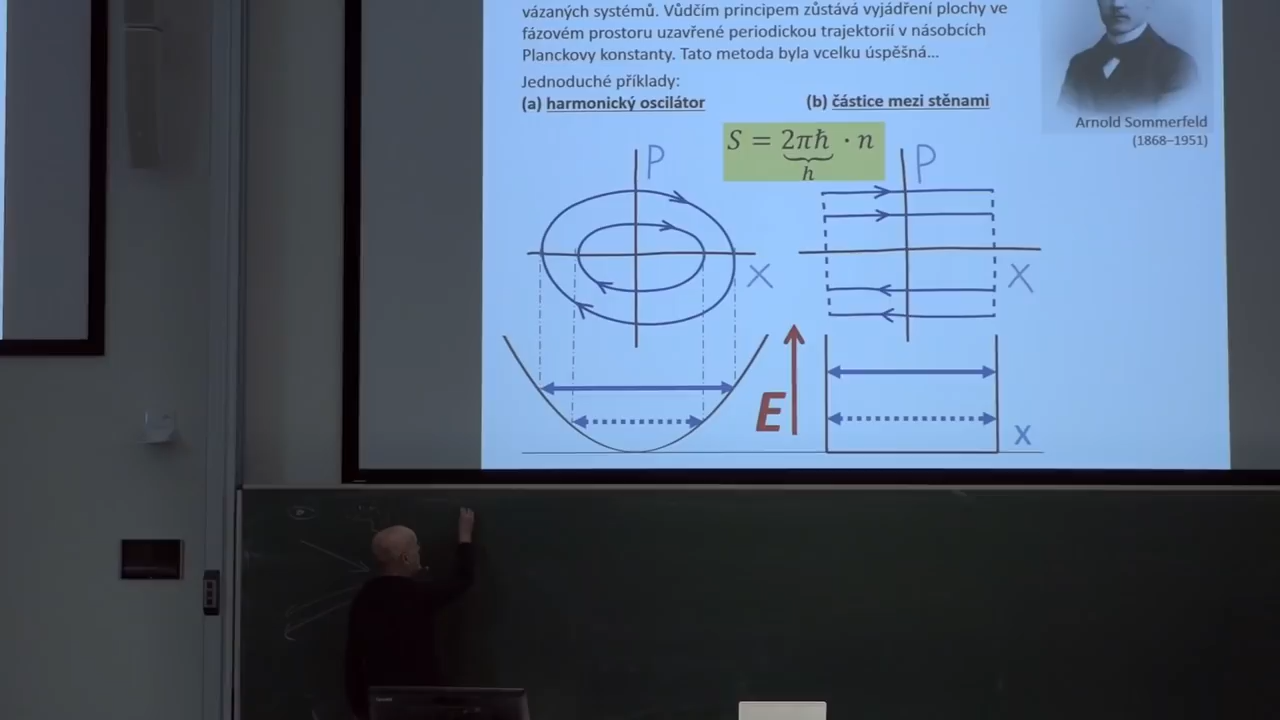 vázaných systémů. Vůdčím principem zůstává vyjádření plochy ve
fázovém prostoru uzavřené periodickou trajektorií v násobcích
Planckovy konstanty. Tato metoda byla vcelku úspěšná...
Jednoduché příklady:
(a) harmonický oscilátor
(b) částice mezi stěnami
Arnold Sommerfeld
(1868–1951)
S = 2πħ · n
h
P
X
P
X
E
x